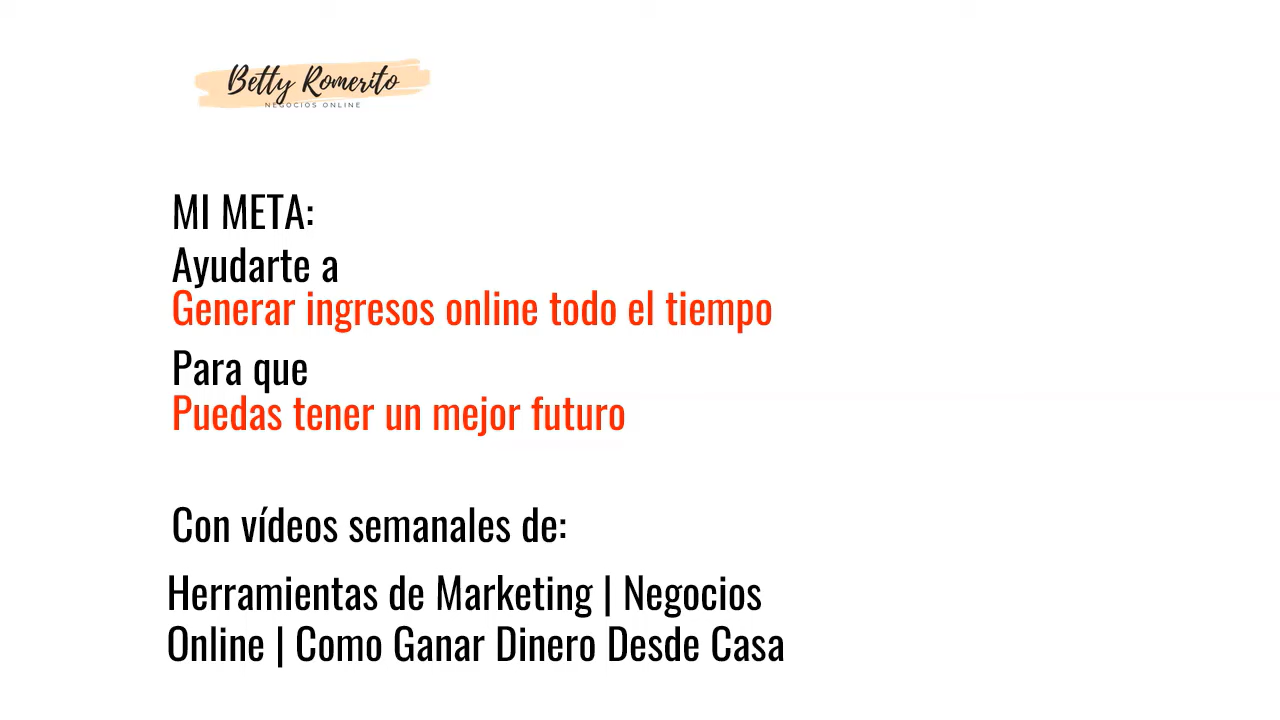 Betty Romerito
NEGOCIOS ONLINE
MI META:
Ayudarte a
Generar ingresos online todo el tiempo
Para que
Puedas tener un mejor futuro
Con vídeos semanales de:
Herramientas de Marketing | Negocios
Online | Como Ganar Dinero Desde Casa